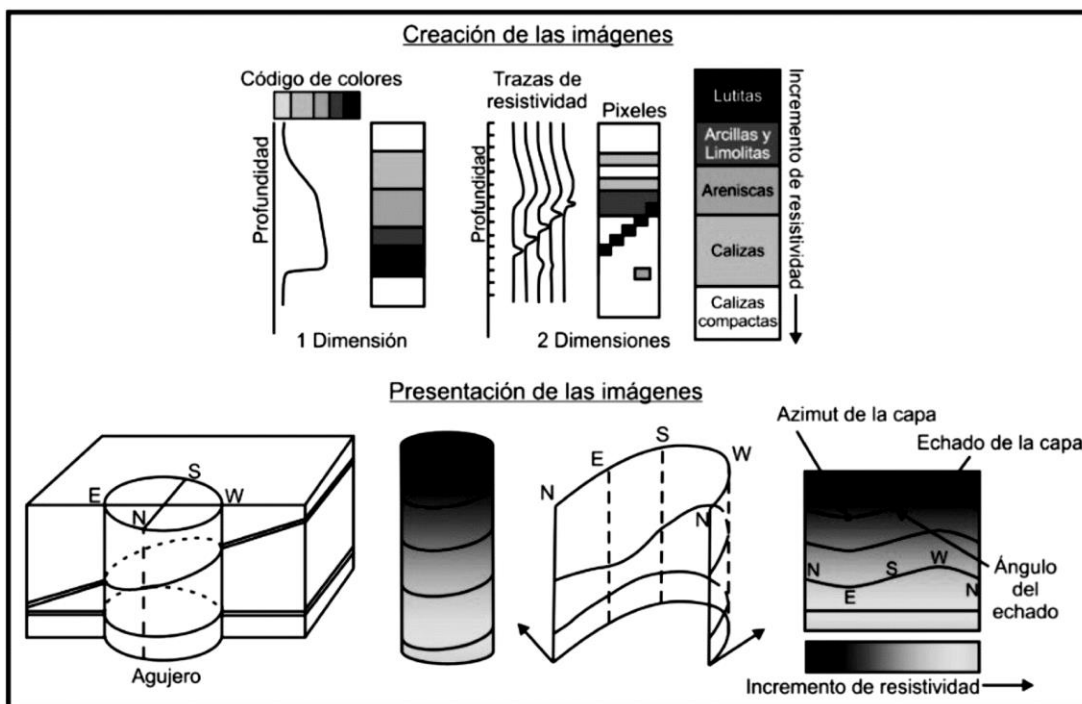 Creación de las imágenes
Código de colores
Profundidad
1 Dimensión
Trazas de
resistividad
Pixeles
Profundidad
2 Dimensiones
Lutitas
Arcillas y
Limolitas
Areniscas
Calizas
Calizas
compactas
Incremento de resistividad
Presentación de las imágenes
E
S
N
W
Agujero
N
E
S
W
N
Azimut de la capa
Echado de la capa
N
E
S
W
N
Ángulo
del
echado
Incremento de resistividad